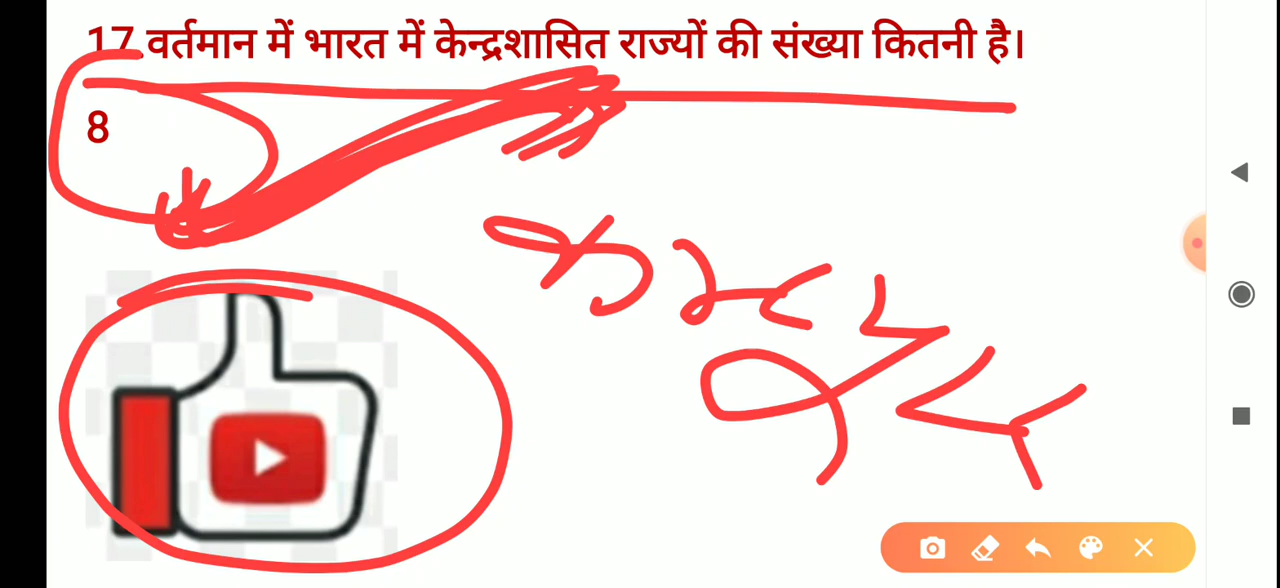 17 वर्तमान में भारत में केन्द्रशासित राज्यों की संख्या कितनी है।
8